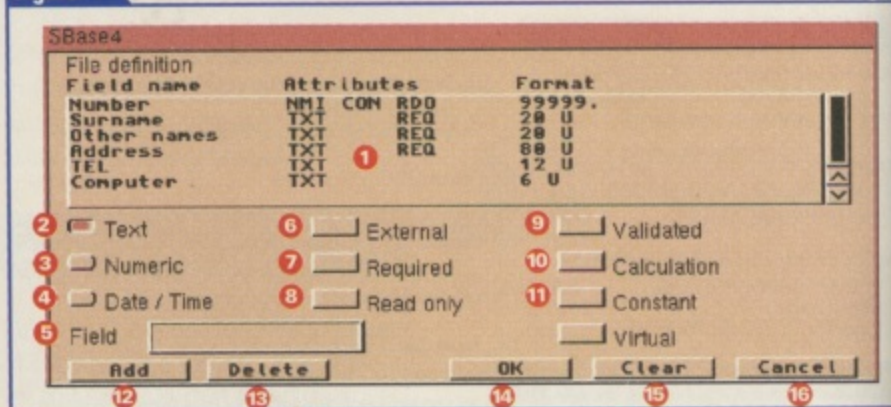 SBase4
File definition
Field name Attributes Format
Number NMI CON RDO 99999.
Surname TXT REQ 20 U
Other names TXT REQ 20 U
Address TXT REQ 80 U
TEL TXT 12 U
Computer TXT 6 U
1
2 Text 6 External 9 Validated
3 Numeric 7 Required 10 Calculation
4 Date / Time 8 Read only 11 Constant
5 Field Virtual
Add Delete OK Clear Cancel
12 13 14 15 16